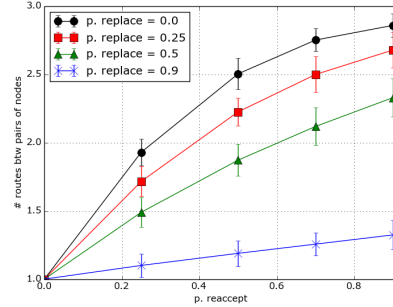 3.0
2.5
2.0
1.5
1.0
0.0
0.2
0.4
0.6
0.8
# routes btw pairs of nodes
p. reaccept
p. replace = 0.0
p. replace = 0.25
p. replace = 0.5
p. replace = 0.9